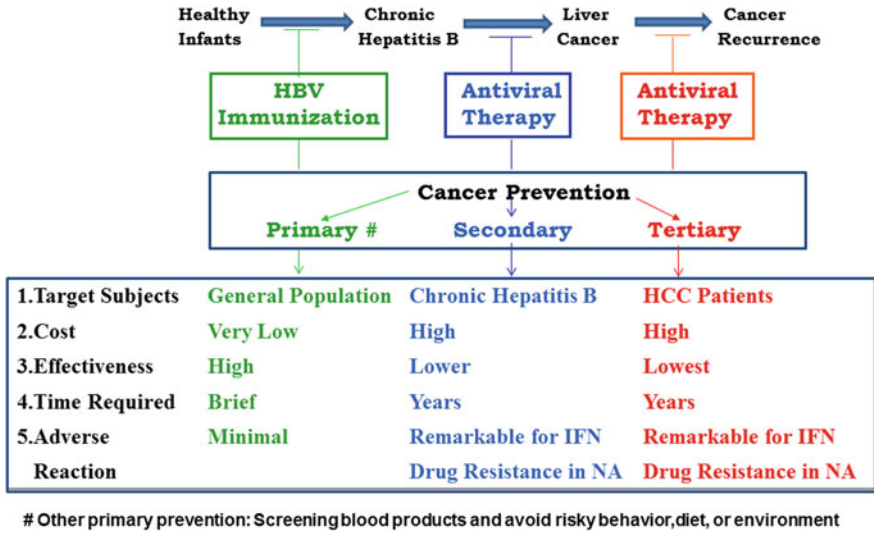 Healthy Infants
Chronic Hepatitis B
Liver Cancer
Cancer Recurrence
HBV Immunization
Antiviral Therapy
Antiviral Therapy
Cancer Prevention
Primary # Secondary Tertiary
1.Target Subjects General Population Chronic Hepatitis B HCC Patients
2.Cost Very Low High High
3.Effectiveness High Lower Lowest
4.Time Required Brief Years Years
5.Adverse Minimal Remarkable for IFN Remarkable for IFN
Reaction Drug Resistance in NA Drug Resistance in NA
# Other primary prevention: Screening blood products and avoid risky behavior,diet, or environment